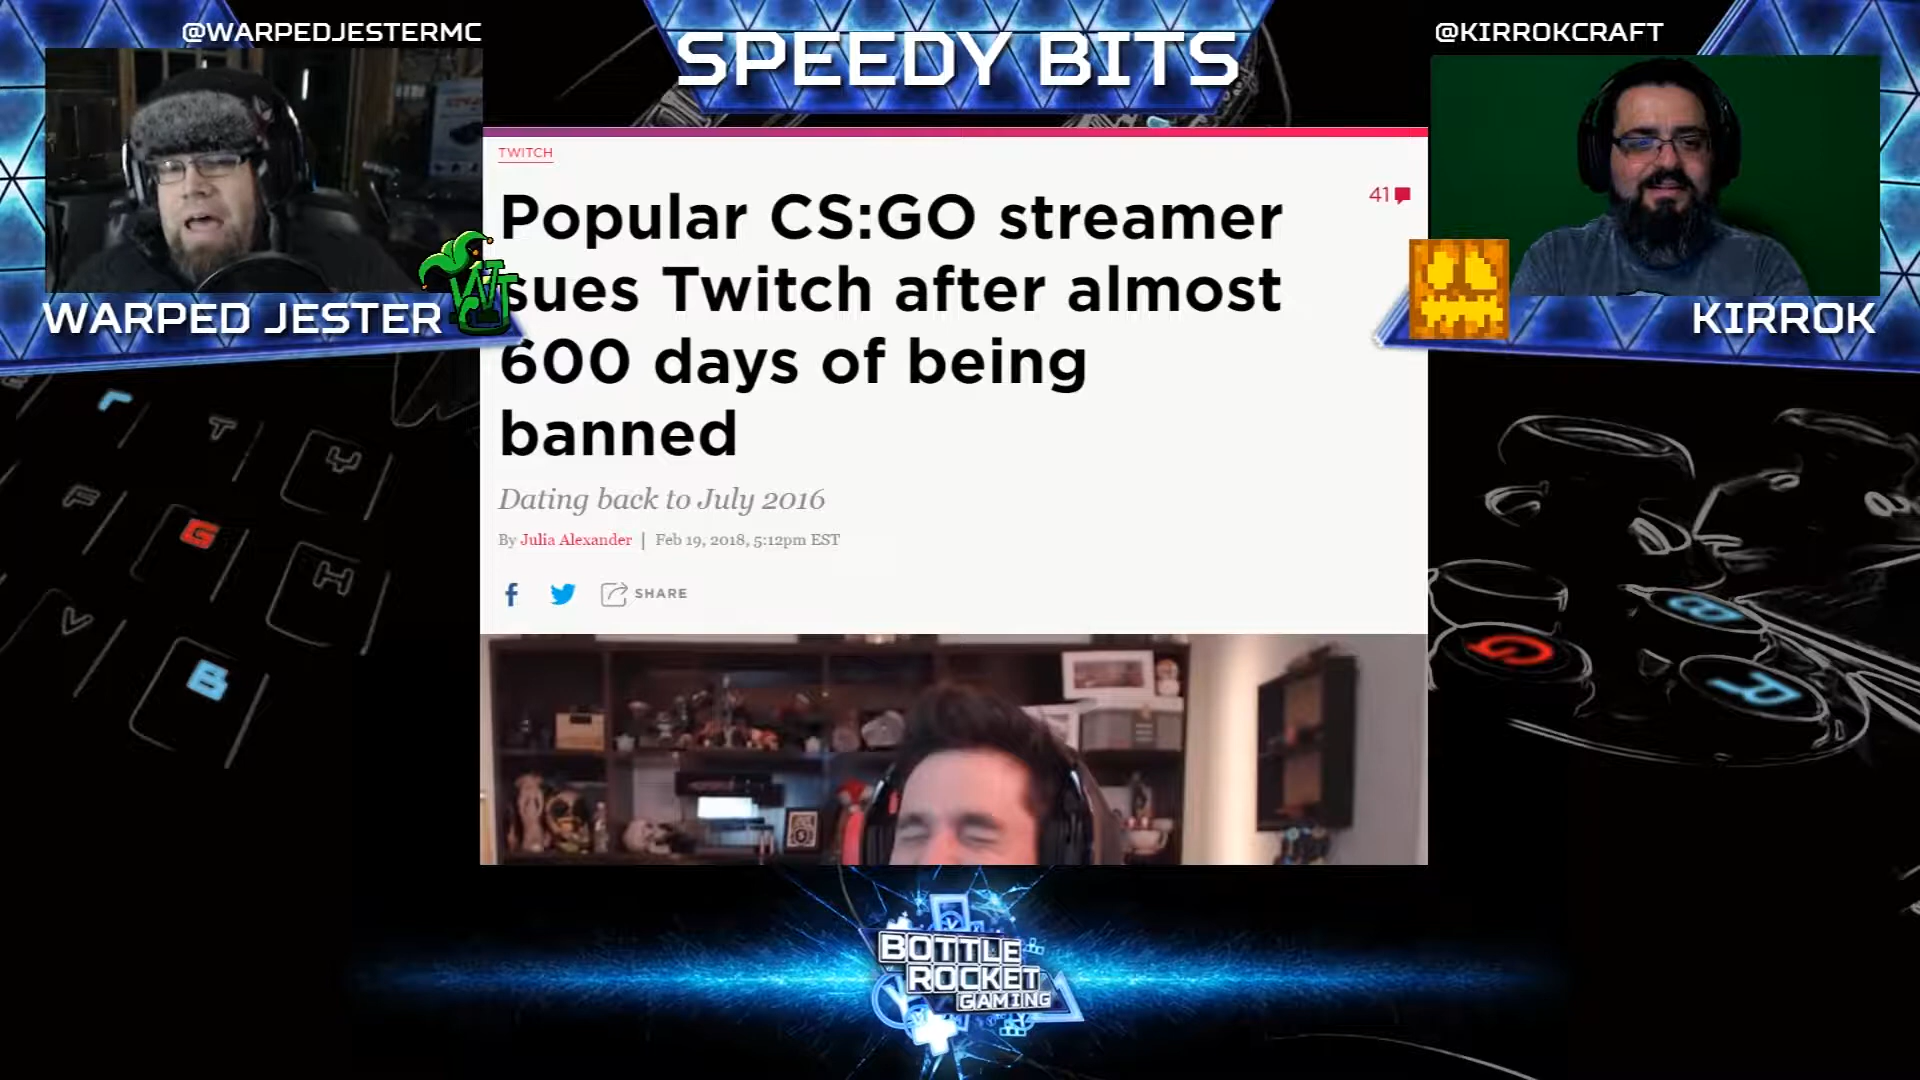 @WARPEDJESTERMC
SPEEDY BITS
@KIRROKCRAFT
TWITCH
Popular CS:GO streamer
41
sues Twitch after almost
WARPED JESTER
WJ
KIRROK
600 days of being
banned
Dating back to July 2016
By Julia Alexander | Feb 19, 2018, 5:12pm EST
f
SHARE
R
T
Y
F
G
H
V
B
G
B
R
BOTTLE
ROCKET
GAMING